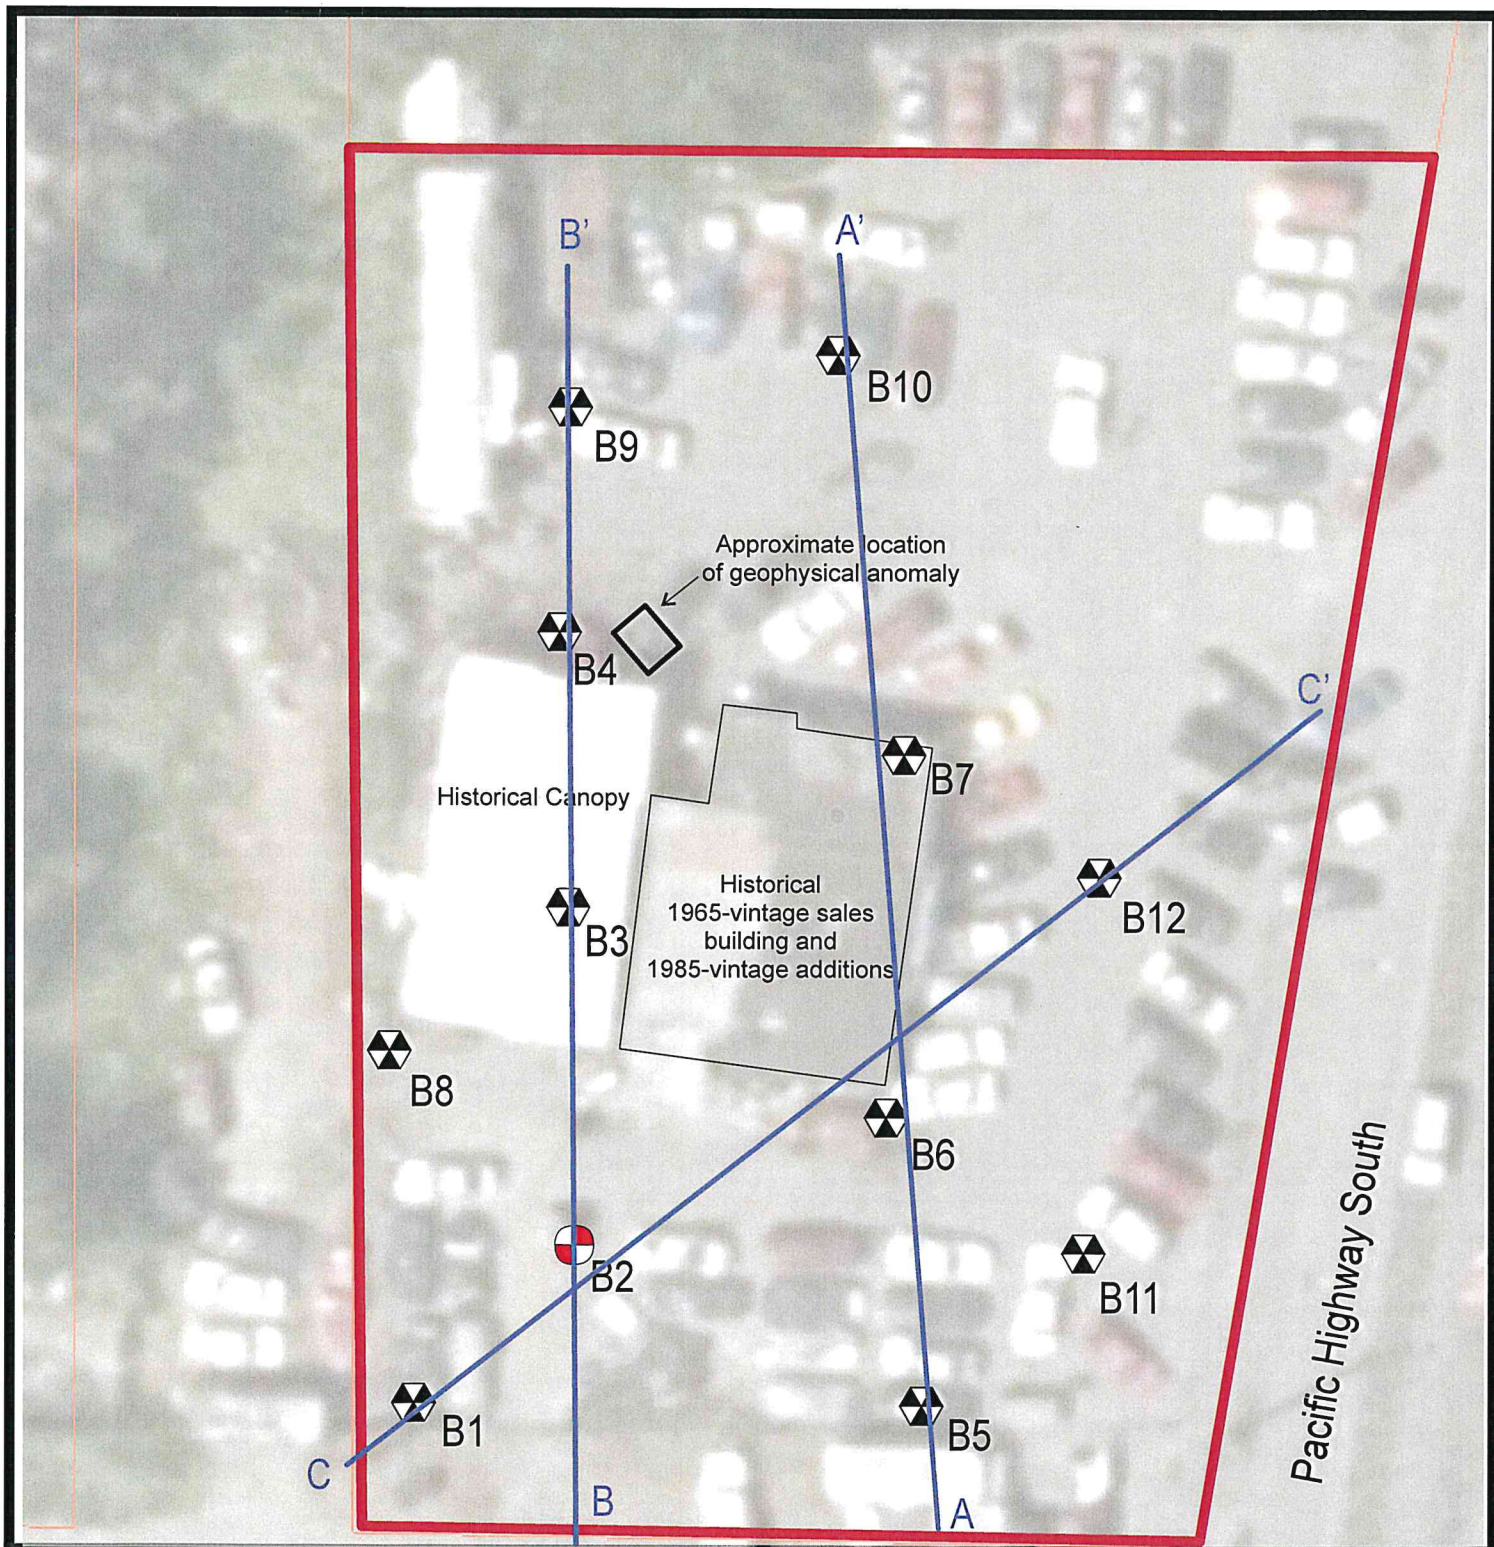 B'
A'
B10
B9
Approximate location
of geophysical anomaly
B4
C'
B7
Historical Canopy
Historical
1965-vintage sales
building and
1985-vintage additions
B12
B3
B8
B6
Pacific Highway South
B2
B11
B1
B5
C
B
A